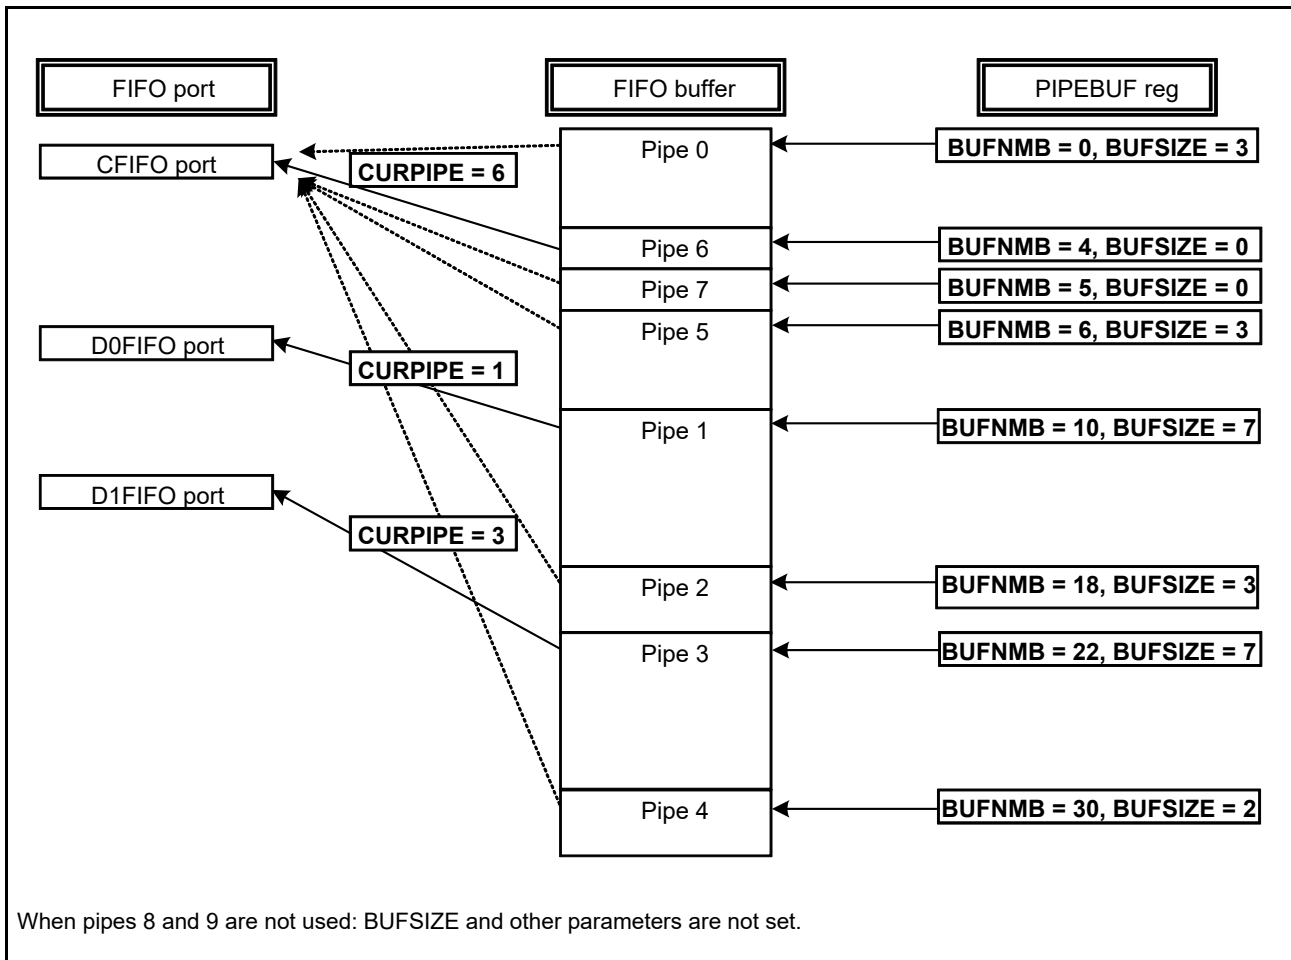 FIFO port FIFO buffer PIPEBUF reg
CFIFO port CURPIPE = 6 Pipe 0 BUFNMB = 0, BUFSIZE = 3
Pipe 6 BUFNMB = 4, BUFSIZE = 0
Pipe 7 BUFNMB = 5, BUFSIZE = 0
Pipe 5 BUFNMB = 6, BUFSIZE = 3
D0FIFO port CURPIPE = 1
Pipe 1 BUFNMB = 10, BUFSIZE = 7
D1FIFO port
CURPIPE = 3
Pipe 2 BUFNMB = 18, BUFSIZE = 3
Pipe 3 BUFNMB = 22, BUFSIZE = 7
Pipe 4 BUFNMB = 30, BUFSIZE = 2
When pipes 8 and 9 are not used: BUFSIZE and other parameters are not set.